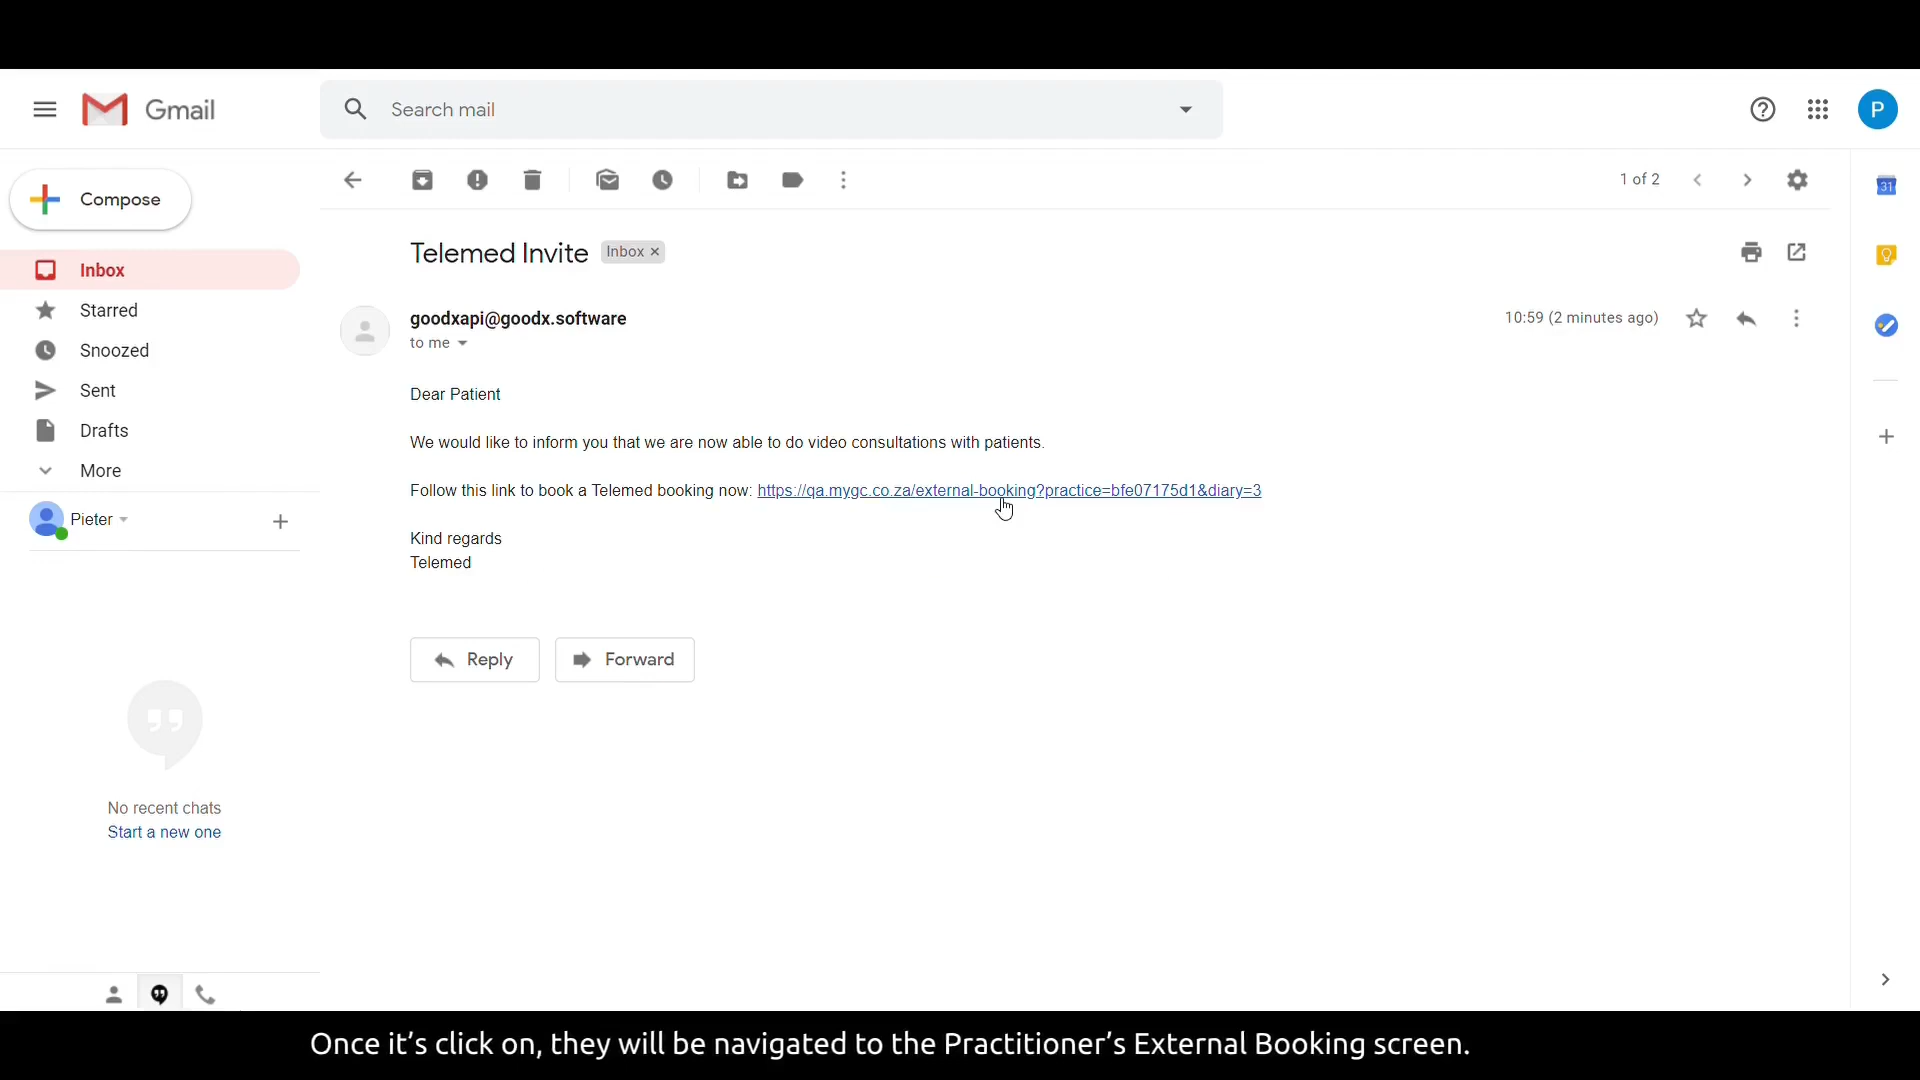 Gmail
Search mail
P
Compose
1 of 2
31
Inbox
Starred
Snoozed
Sent
Drafts
More
Pieter
No recent chats
Start a new one
Telemed Invite Inbox ×
goodxapi@goodx.software
10:59 (2 minutes ago)
to me
Dear Patient
We would like to inform you that we are now able to do video consultations with patients.
Follow this link to book a Telemed booking now: https://qa.mygc.co.za/external-booking?practice=bfe07175d1&diary=3
Kind regards
Telemed
Reply Forward
Once it’s click on, they will be navigated to the Practitioner’s External Booking screen.